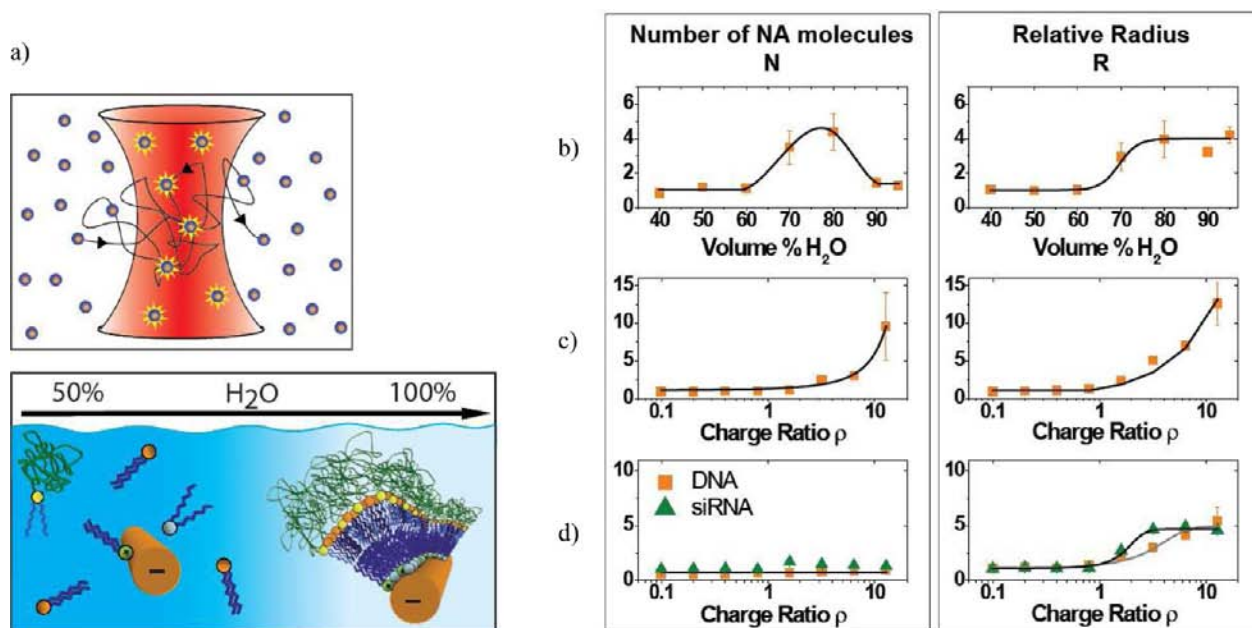 a)
50% H2O 100%
−
−
Number of NA molecules
N
Relative Radius
R
b)
6
4
2
0
40 50 60 70 80 90
Volume % H2O
6
4
2
0
40 50 60 70 80 90
Volume % H2O
c)
15
10
5
0
0.1 1 10
Charge Ratio ρ
15
10
5
0
0.1 1 10
Charge Ratio ρ
d)
10
5
0
DNA
siRNA
0.1 1 10
Charge Ratio ρ
10
5
0
0.1 1 10
Charge Ratio ρ